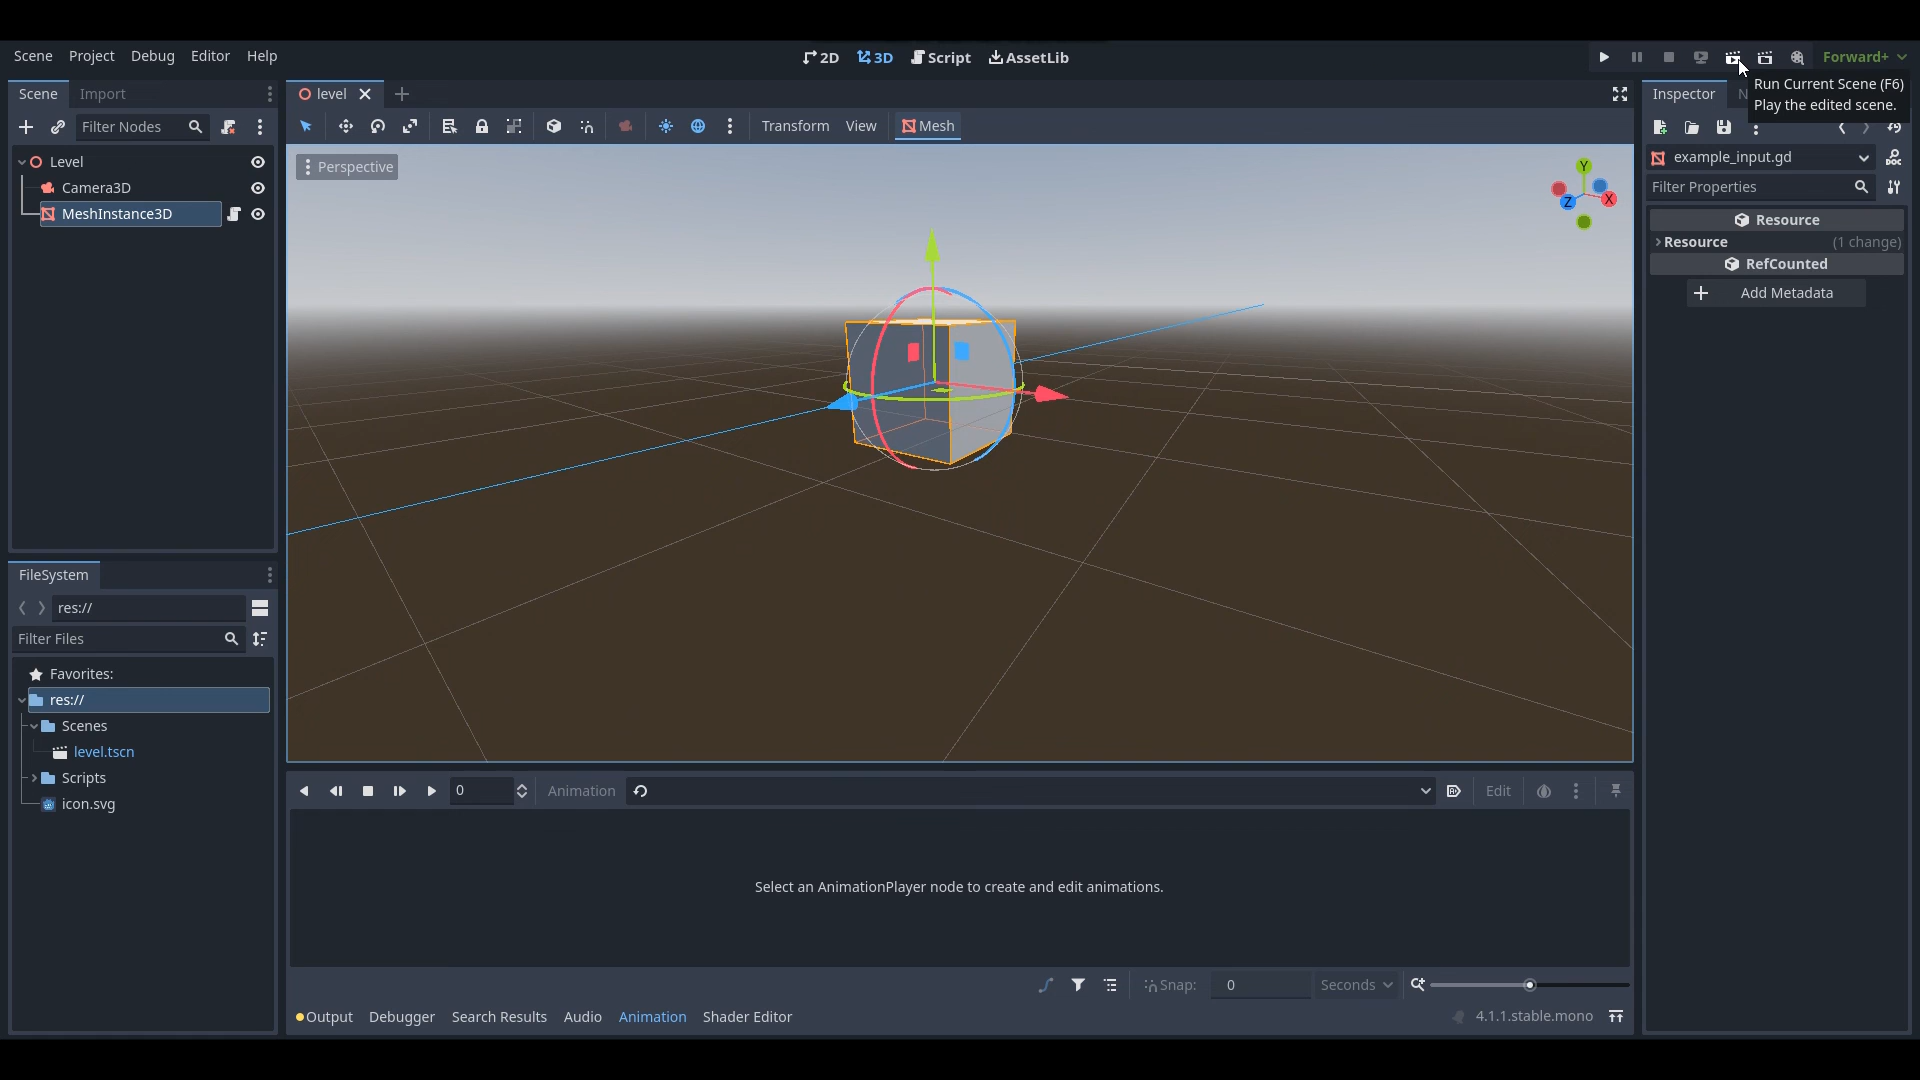 Scene Project Debug Editor Help
2D 3D Script AssetLib
Forward+
Run Current Scene (F6)
Play the edited scene.
Scene Import
Filter Nodes
Level
Camera3D
MeshInstance3D
level
Transform View Mesh
Perspective
Y
X
Z
Inspector N
example_input.gd
Filter Properties
Resource
Resource (1 change)
RefCounted
Add Metadata
FileSystem
res://
Filter Files
Favorites:
res://
Scenes
level.tscn
Scripts
icon.svg
0 Animation Edit
Select an AnimationPlayer node to create and edit animations.
Snap: 0 Seconds
Output Debugger Search Results Audio Animation Shader Editor 4.1.1.stable.mono